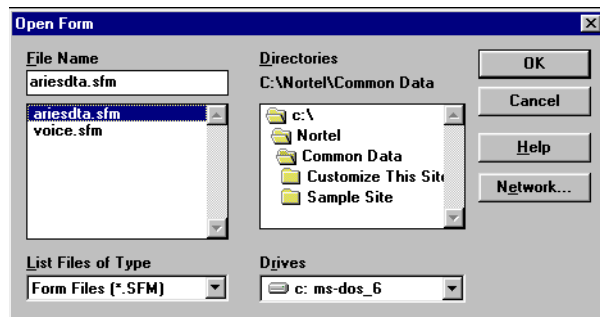 Open Form
File Name
ariesdta.sfm
ariesdta.sfm
voice.sfm
List Files of Type
Form Files (*.SFM)
Directories
C:\Nortel\Common Data
c:\
Nortel
Common Data
Customize This Site
Sample Site
Drives
c: ms-dos_6
OK
Cancel
Help
Network...